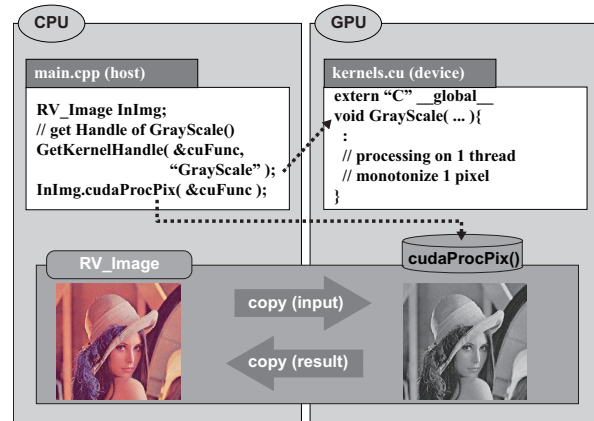 CPU
main.cpp (host)
RV_Image InImg;
// get Handle of GrayScale()
GetKernelHandle( &cuFunc,
“GrayScale” );
InImg.cudaProcPix( &cuFunc );
GPU
kernels.cu (device)
extern “C” __global__
void GrayScale( ... ){
:
// processing on 1 thread
// monotonize 1 pixel
}
RV_Image
cudaProcPix()
copy (input)
copy (result)